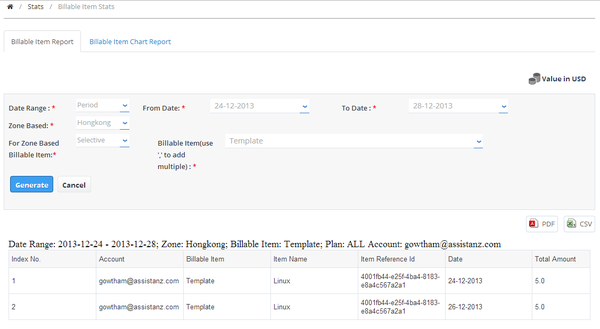 / Stats / Billable Item Stats
Billable Item Report Billable Item Chart Report
Value in USD
Date Range : * Period From Date: * 24-12-2013 To Date : * 28-12-2013
Zone Based: * Hongkong
For Zone Based Billable Item:* Selective Billable Item(use ',' to add multiple) : * Template
Generate Cancel
PDF CSV
Date Range: 2013-12-24 - 2013-12-28; Zone: Hongkong; Billable Item: Template; Plan: ALL Account: gowtham@assistanz.com
Index No. Account Billable Item Item Name Item Reference Id Date Total Amount
1 gowtham@assistanz.com Template Linux 4001fb44-e25f-4ba4-8183-e8a4c567a2a1 24-12-2013 5.0
2 gowtham@assistanz.com Template Linux 4001fb44-e25f-4ba4-8183-e8a4c567a2a1 26-12-2013 5.0